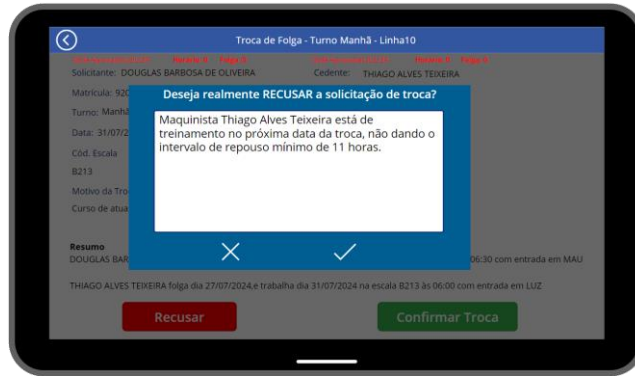 Troca de Folga - Turno Manhã - Linha10
Solicitante: DOUGLAS BARBOSA DE OLIVEIRA Cedente: THIAGO ALVES TEIXEIRA
Matrícula: 920
Deseja realmente RECUSAR a solicitação de troca?
Turno: Manhã
Maquinista Thiago Alves Teixeira está de
treinamento no próxima data da troca, não dando o
intervalo de repouso mínimo de 11 horas.
Data: 31/07/2
Cód. Escala
B213
Motivo da Tro
Curso de atua
Resumo
DOUGLAS BAR 06:30 com entrada em MAU
THIAGO ALVES TEIXEIRA folga dia 27/07/2024,e trabalha dia 31/07/2024 na escala B213 às 06:00 com entrada em LUZ
Recusar Confirmar Troca